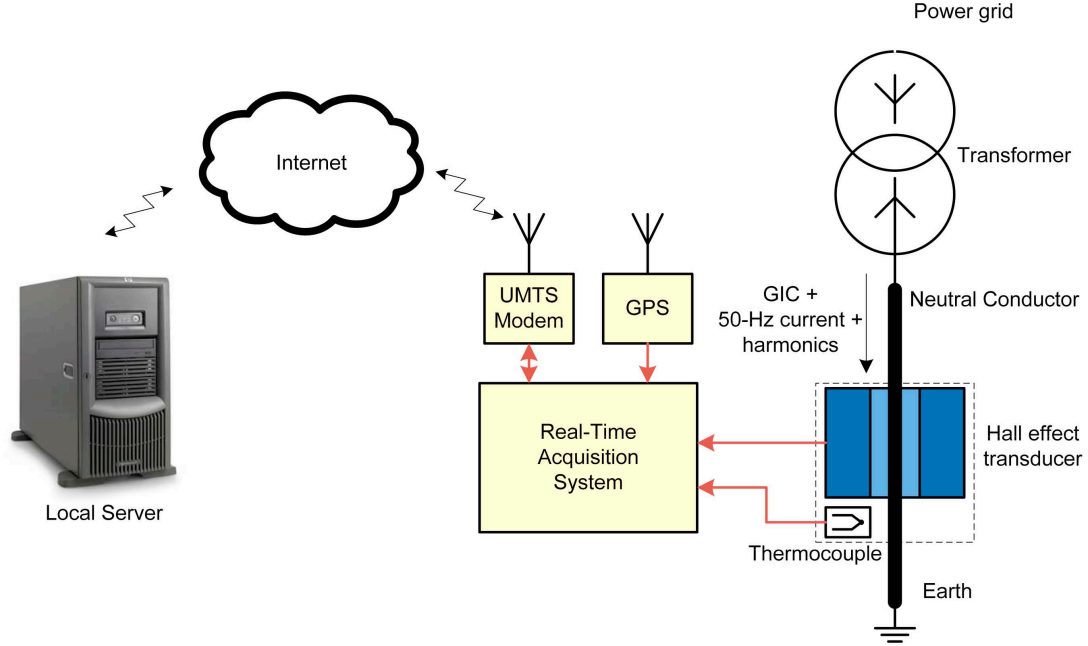 Power grid
Internet
Transformer
UMTS
Modem
GPS
GIC +
50-Hz current +
harmonics
Neutral Conductor
Real-Time
Acquisition
System
Hall effect
transducer
Local Server
Thermocouple
Earth